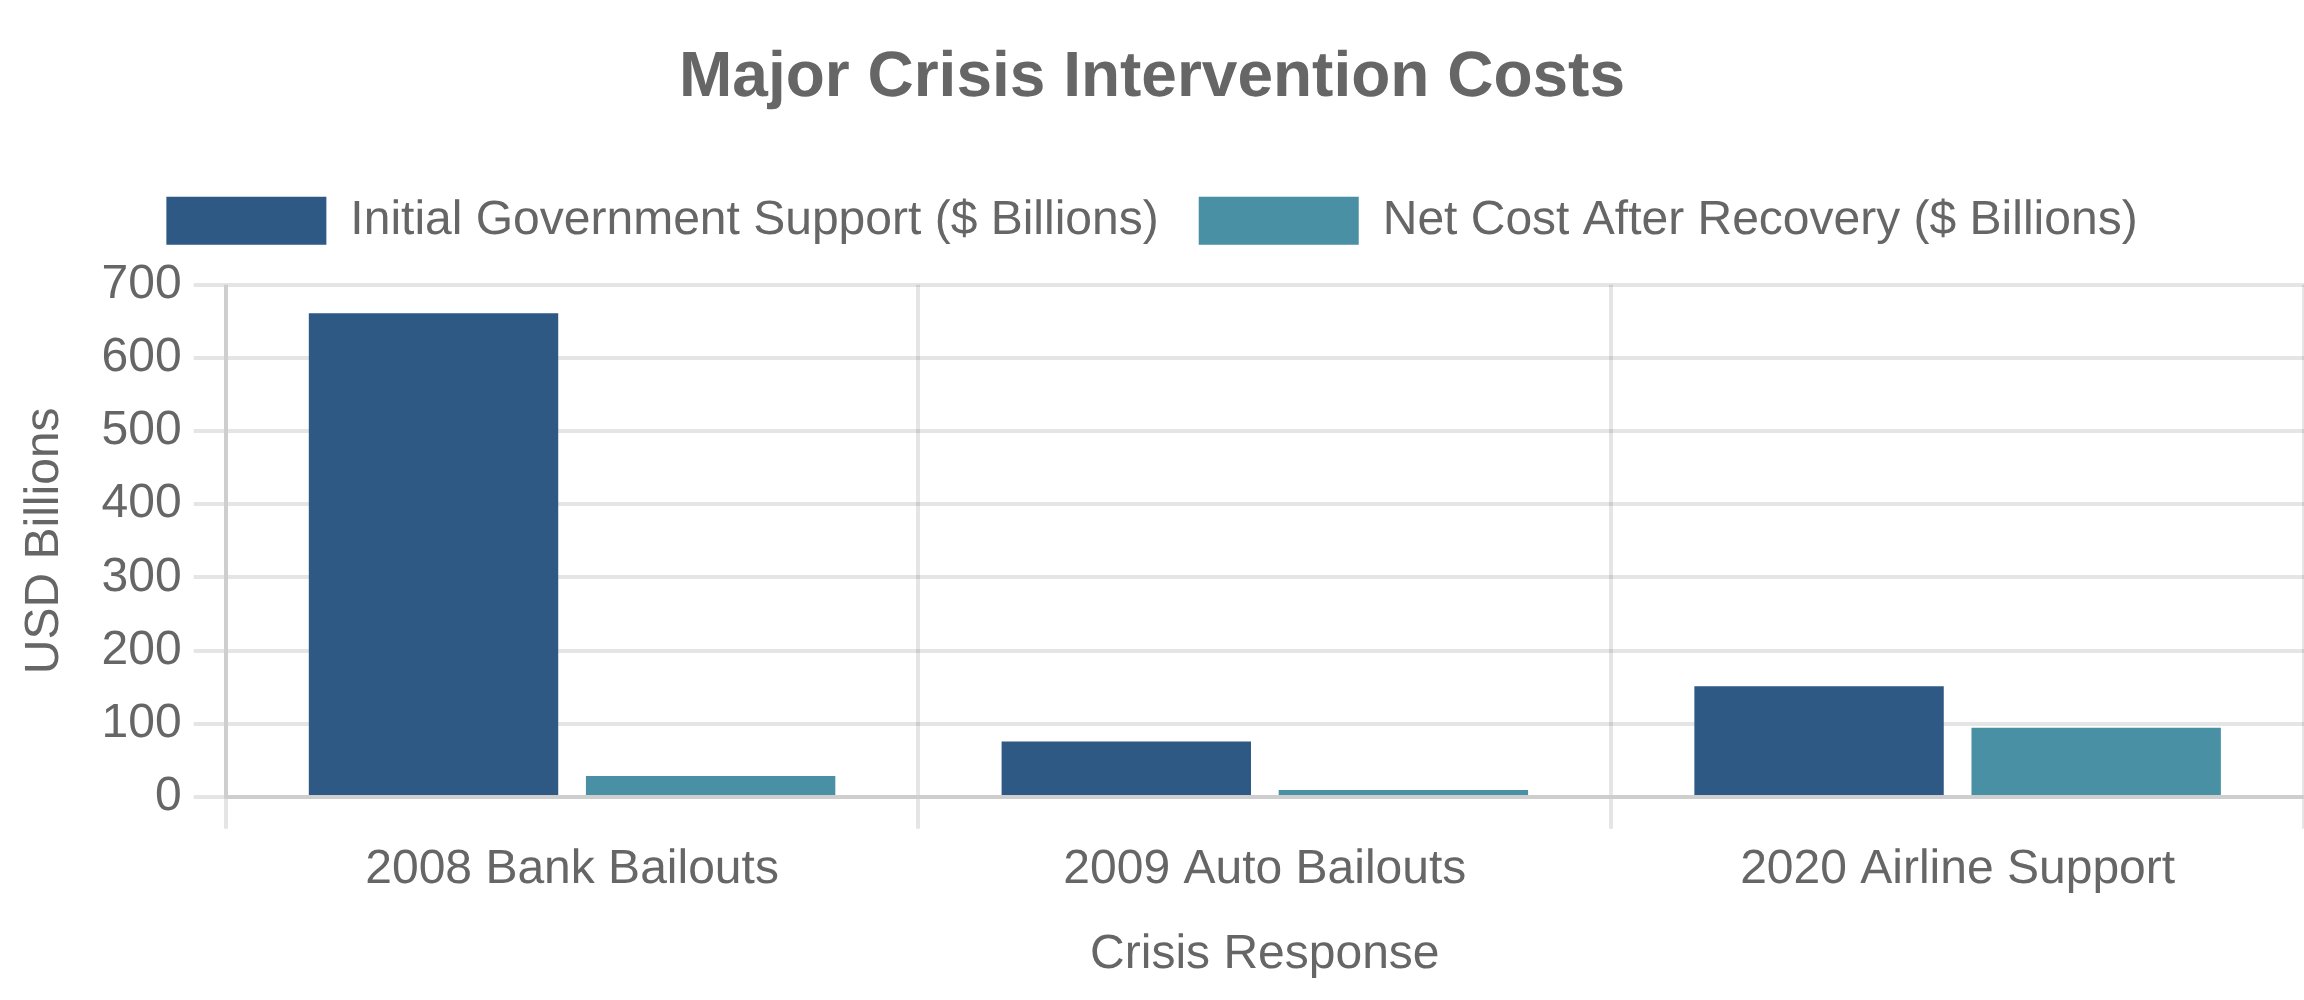 Major Crisis Intervention Costs
Initial Government Support ($ Billions)
Net Cost After Recovery ($ Billions)
USD Billions
700
600
500
400
300
200
100
0
2008 Bank Bailouts
2009 Auto Bailouts
2020 Airline Support
Crisis Response